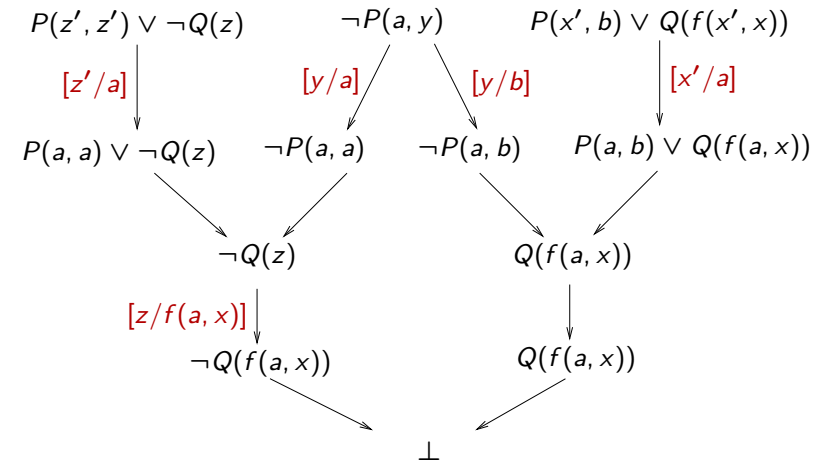 P(z′, z′) ∨ ¬Q(z) ¬P(a, y) P(x′, b) ∨ Q(f(x′, x))
[z′/a] [y/a] [y/b] [x′/a]
P(a, a) ∨ ¬Q(z) ¬P(a, a) ¬P(a, b) P(a, b) ∨ Q(f(a, x))
¬Q(z) Q(f(a, x))
[z/f(a, x)]
¬Q(f(a, x)) Q(f(a, x))
⊥